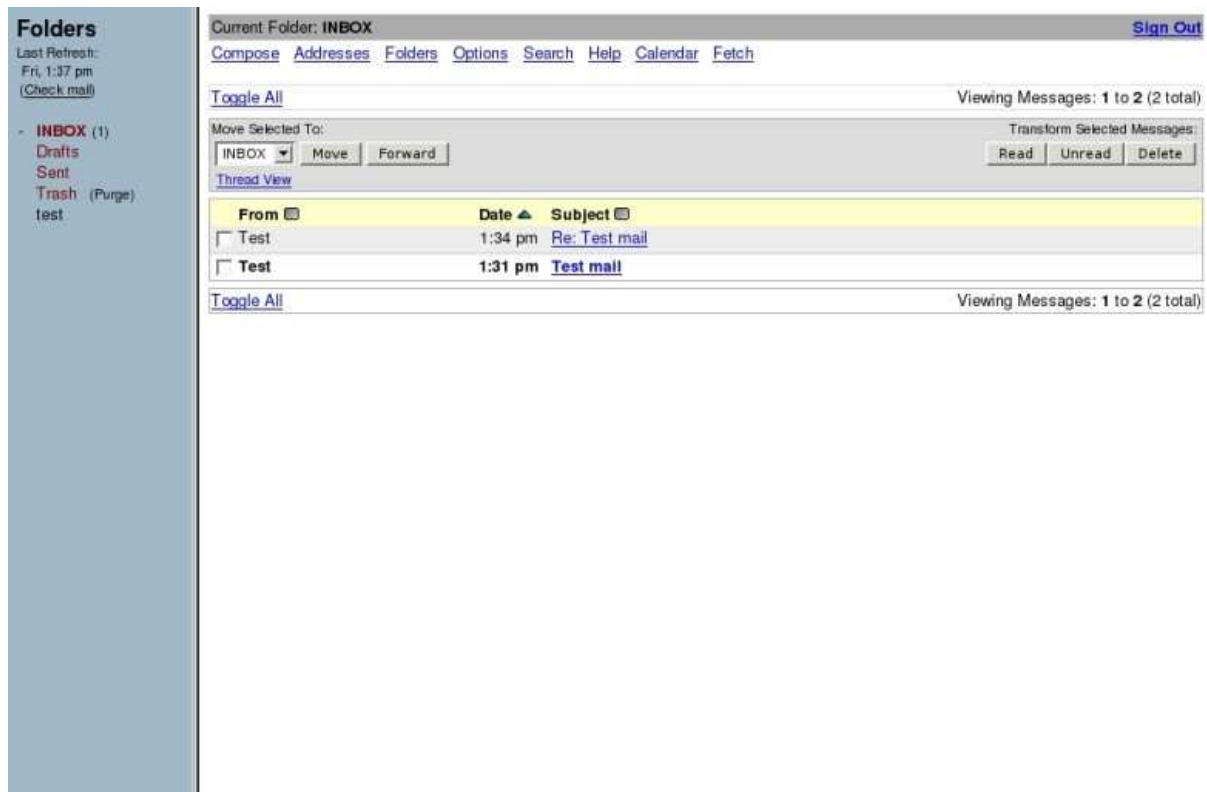 Folders
Last Refresh:
Fri, 1:37 pm
(Check mail)
- INBOX (1)
Drafts
Sent
Trash (Purge)
test
Current Folder: INBOX Sign Out
Compose Addresses Folders Options Search Help Calendar Fetch
Toggle All Viewing Messages: 1 to 2 (2 total)
Move Selected To: Transform Selected Messages:
INBOX Move Forward Read Unread Delete
Thread View
From Date Subject
Test 1:34 pm Re: Test mail
Test 1:31 pm Test mail
Toggle All Viewing Messages: 1 to 2 (2 total)